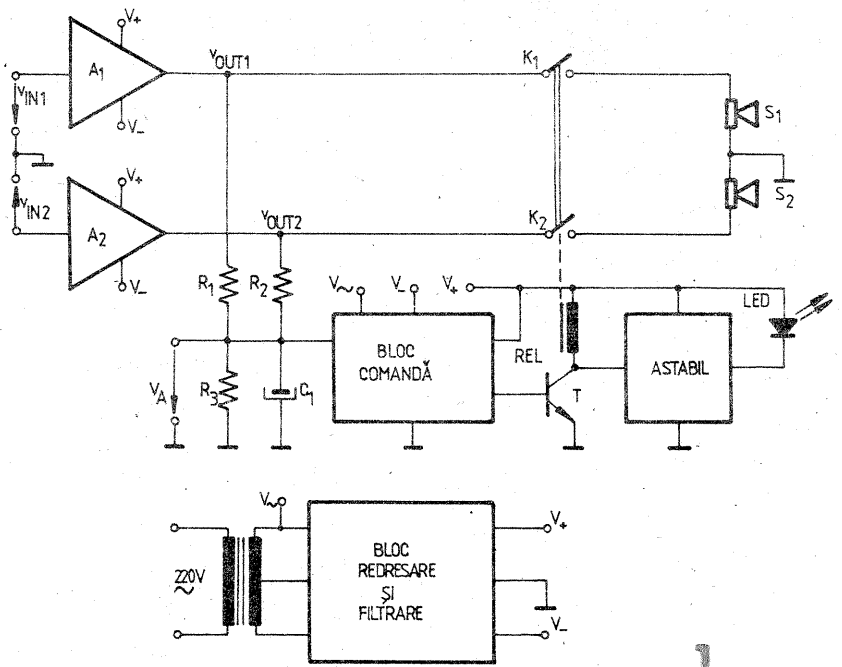 V+
A1
VOUT1
K1
VIN1
V-
S1
V+
VIN2
A2
VOUT2
K2
S2
V-
R1
R2
V~
V-
V+
LED
BLOC
COMANDĂ
REL
ASTABIL
VA
R3
C1
T
V~
V+
220V
~
BLOC
REDRESARE
ȘI
FILTRARE
V-
1